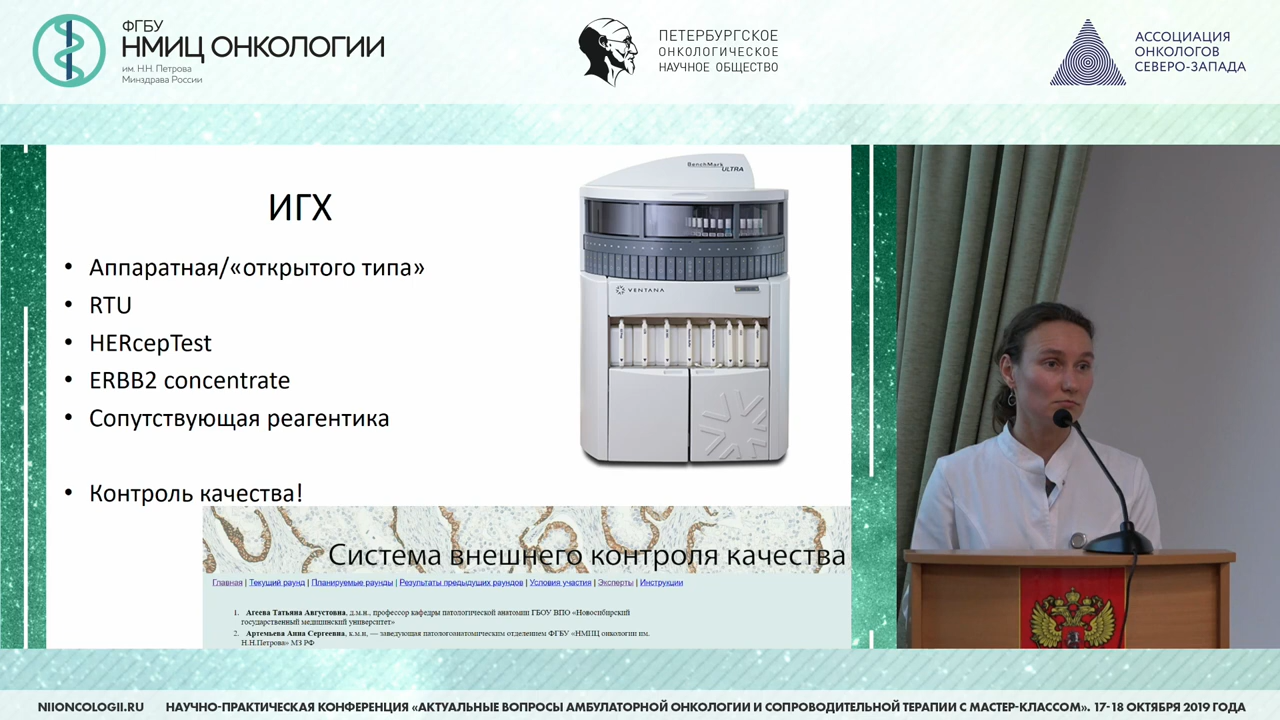 ФГБУ
НМИЦ ОНКОЛОГИИ
им. Н.Н. Петрова
Минздрава России
ПЕТЕРБУРГСКОЕ
ОНКОЛОГИЧЕСКОЕ
НАУЧНОЕ ОБЩЕСТВО
АССОЦИАЦИЯ
ОНКОЛОГОВ
СЕВЕРО-ЗАПАДА
ИГХ
• Аппаратная/«открытого типа»
• RTU
• HERcepTest
• ERBB2 concentrate
• Сопутствующая реагентика
• Контроль качества!
BenchMark
ULTRA
VENTANA
Система внешнего контроля качества
Главная | Текущий раунд | Планируемые раунды | Результаты предыдущих раундов | Условия участия | Эксперты | Инструкции
1. Агеева Татьяна Августовна, д.м.н., профессор кафедры патологической анатомии ГБОУ ВПО «Новосибирский
государственный медицинский университет»
2. Артемьева Анна Сергеевна, к.м.н, — заведующая патологоанатомическим отделением ФГБУ «НМИЦ онкологии им.
Н.Н.Петрова» МЗ РФ
NIIONCOLOGII.RU НАУЧНО-ПРАКТИЧЕСКАЯ КОНФЕРЕНЦИЯ «АКТУАЛЬНЫЕ ВОПРОСЫ АМБУЛАТОРНОЙ ОНКОЛОГИИ И СОПРОВОДИТЕЛЬНОЙ ТЕРАПИИ С МАСТЕР-КЛАССОМ». 17-18 ОКТЯБРЯ 2019 ГОДА